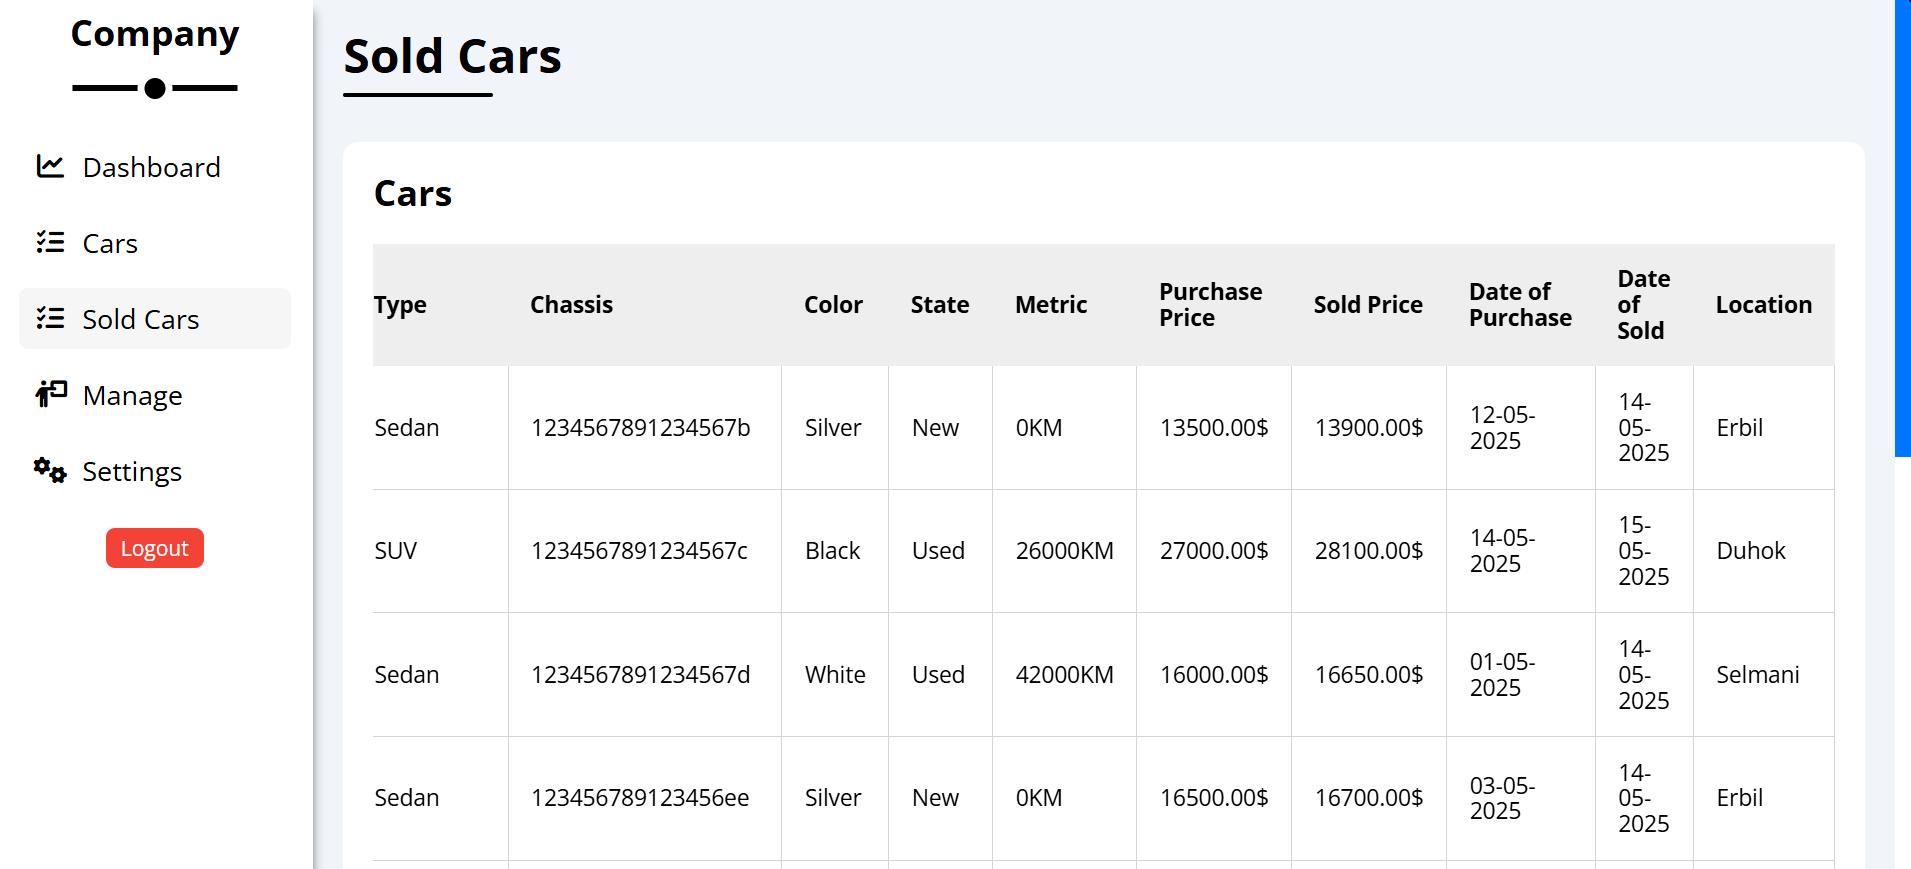 Company
Dashboard
Cars
Sold Cars
Manage
Settings
Logout
Sold Cars
Cars
Type Chassis Color State Metric Purchase Price Sold Price Date of Purchase Date of Sold Location
Sedan 1234567891234567b Silver New 0KM 13500.00$ 13900.00$ 12-05-2025 14-05-2025 Erbil
SUV 1234567891234567c Black Used 26000KM 27000.00$ 28100.00$ 14-05-2025 15-05-2025 Duhok
Sedan 1234567891234567d White Used 42000KM 16000.00$ 16650.00$ 01-05-2025 14-05-2025 Selmani
Sedan 123456789123456ee Silver New 0KM 16500.00$ 16700.00$ 03-05-2025 14-05-2025 Erbil